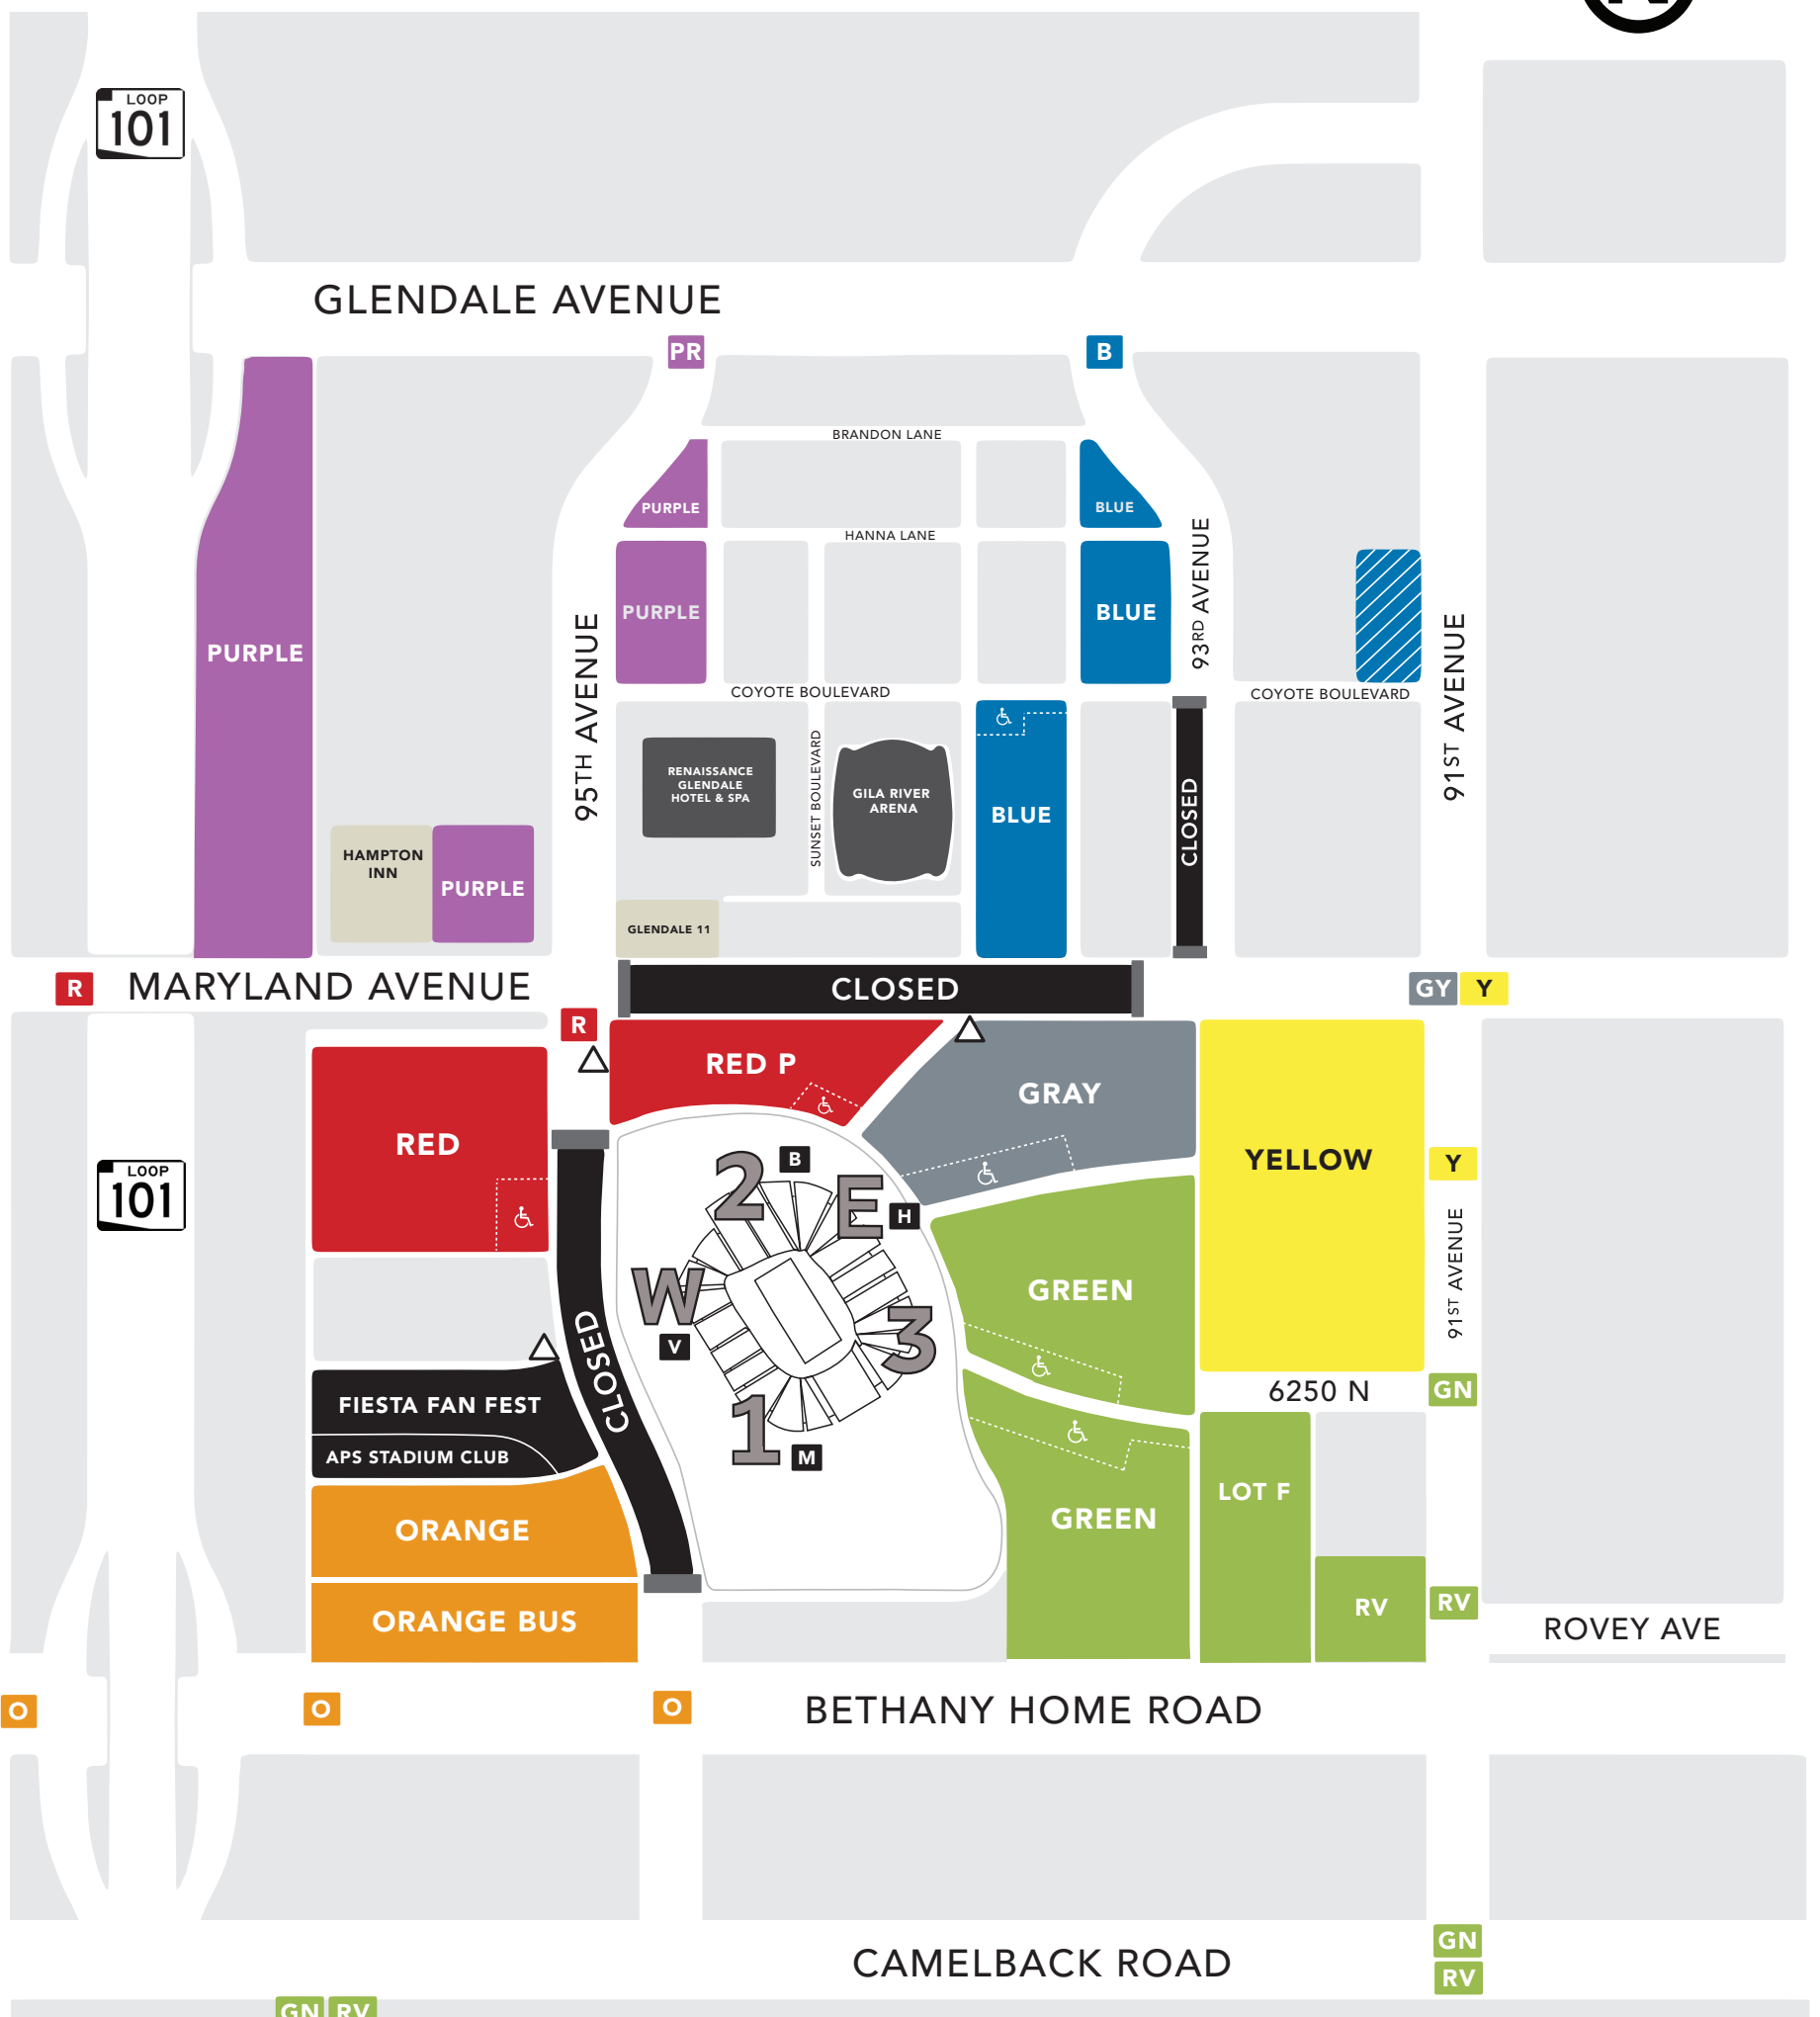 N
LOOP
101
GLENDALE AVENUE
PR
B
BRANDON LANE
PURPLE
BLUE
HANNA LANE
93RD AVENUE
PURPLE
BLUE
95TH AVENUE
91ST AVENUE
PURPLE
COYOTE BOULEVARD
COYOTE BOULEVARD
RENAISSANCE
GLENDALE
HOTEL & SPA
SUNSET BOULEVARD
GILA RIVER
ARENA
BLUE
CLOSED
HAMPTON
INN
PURPLE
GLENDALE 11
R
MARYLAND AVENUE
CLOSED
GY
Y
R
RED P
GRAY
RED
YELLOW
Y
LOOP
101
2
B
E
H
W
V
3
1
M
GREEN
91ST AVENUE
CLOSED
6250 N
GN
FIESTA FAN FEST
APS STADIUM CLUB
LOT F
GREEN
ORANGE
ORANGE BUS
RV
RV
ROVEY AVE
O
O
O
BETHANY HOME ROAD
CAMELBACK ROAD
GN
RV
GN
RV